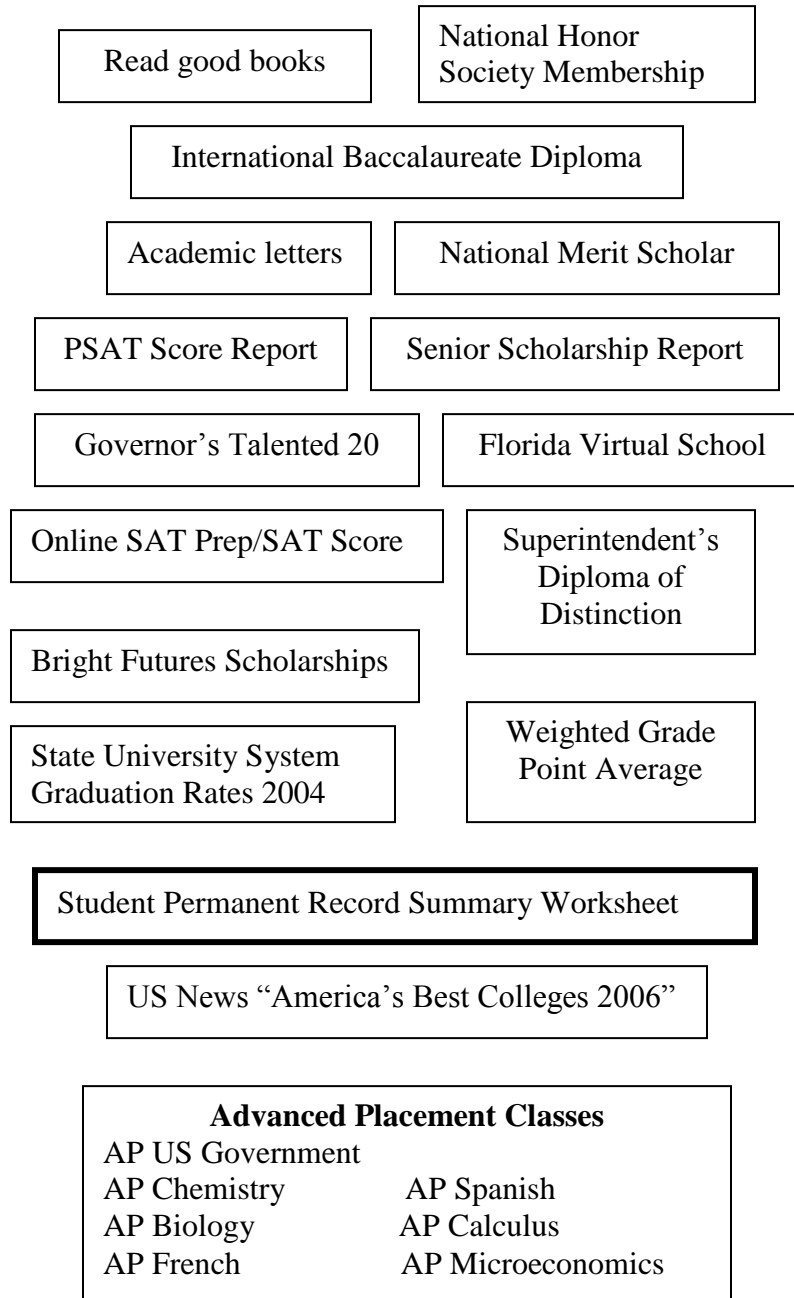 Read good books
National Honor
Society Membership
International Baccalaureate Diploma
Academic letters
National Merit Scholar
PSAT Score Report
Senior Scholarship Report
Governor’s Talented 20
Florida Virtual School
Online SAT Prep/SAT Score
Superintendent’s
Diploma of
Distinction
Bright Futures Scholarships
State University System
Graduation Rates 2004
Weighted Grade
Point Average
Student Permanent Record Summary Worksheet
US News “America’s Best Colleges 2006”
Advanced Placement Classes
AP US Government
AP Chemistry AP Spanish
AP Biology AP Calculus
AP French AP Microeconomics